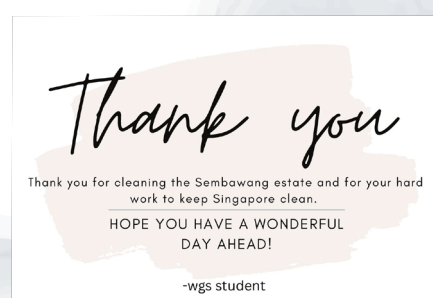 Thank you
Thank you for cleaning the Sembawang estate and for your hard
work to keep Singapore clean.
HOPE YOU HAVE A WONDERFUL
DAY AHEAD!
-wgs student